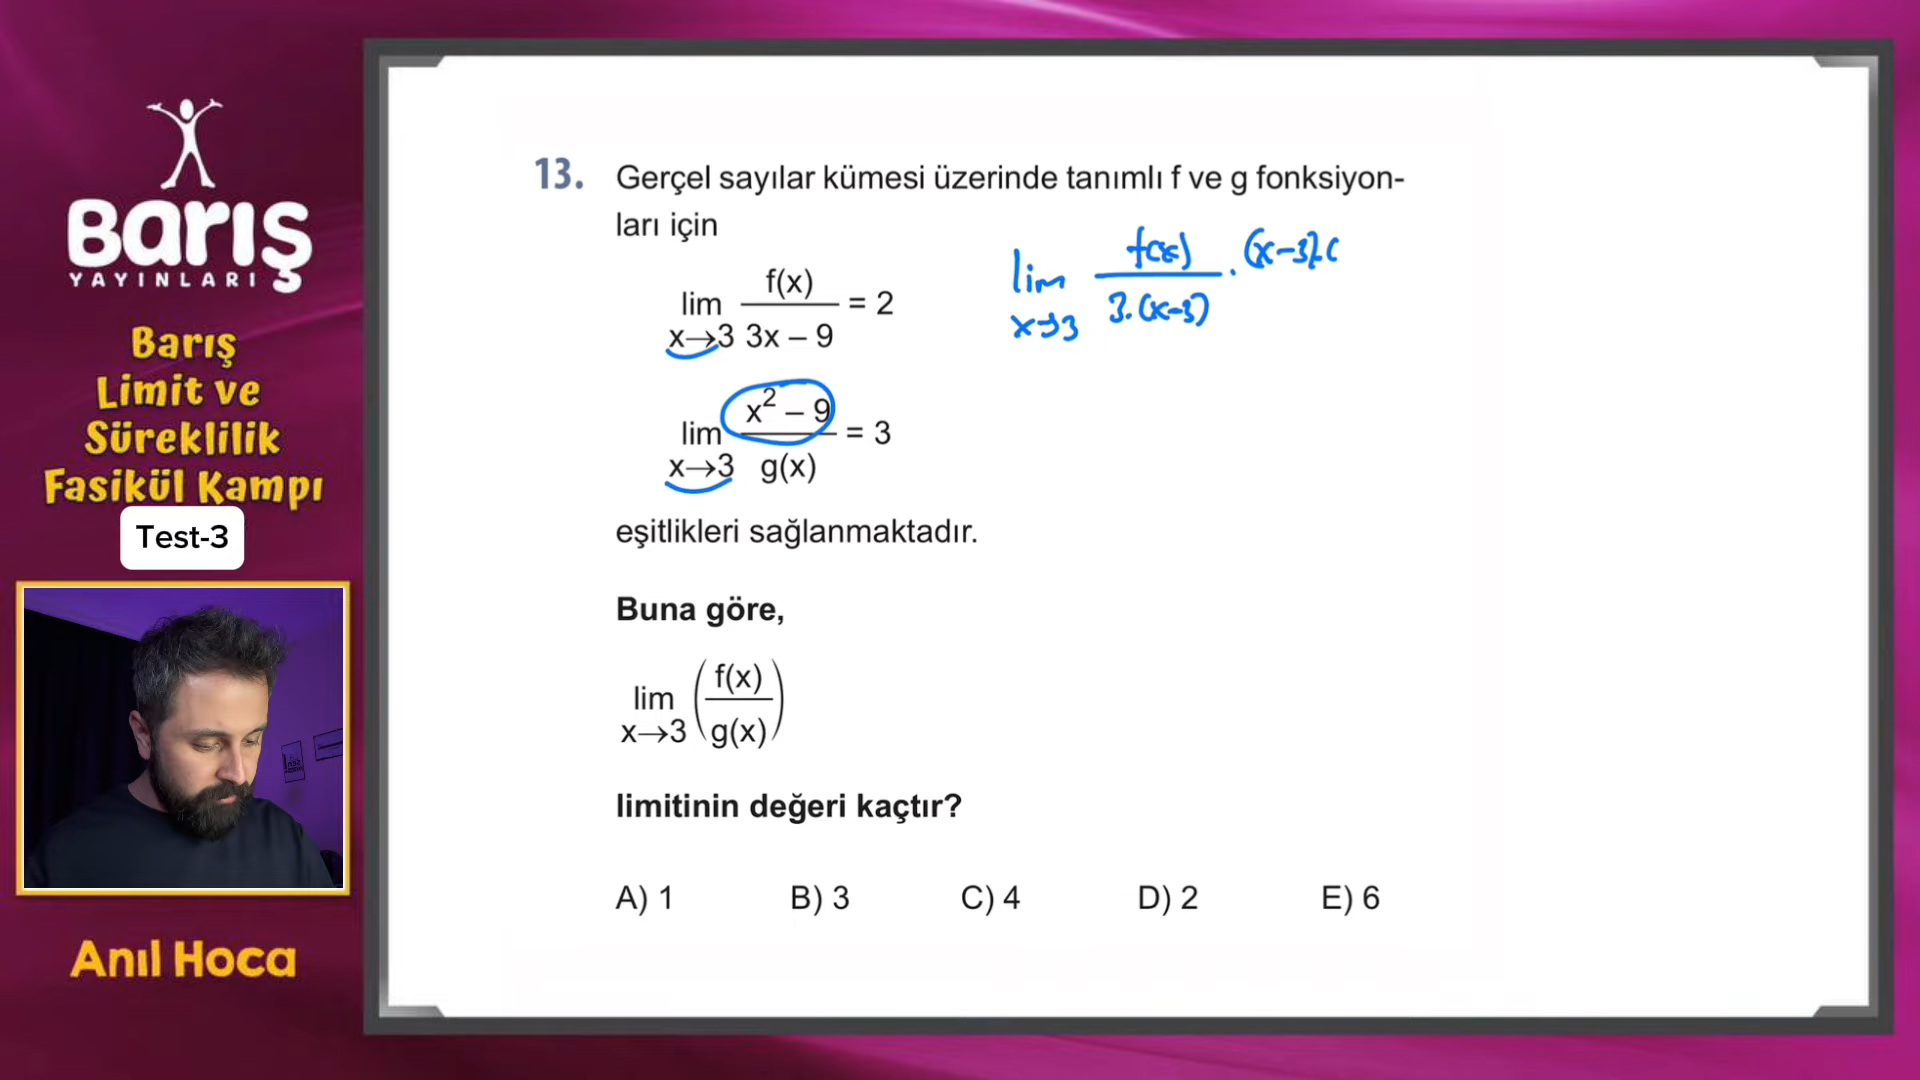 Barış
YAYINLARI
Barış
Limit ve
Süreklilik
Fasikül Kampı
Test-3
Anıl Hoca
13. Gerçel sayılar kümesi üzerinde tanımlı f ve g fonksiyon-
ları için
lim x→3 f(x) / 3x – 9 = 2
lim x→3 x² – 9 / g(x) = 3
eşitlikleri sağlanmaktadır.
Buna göre,
lim x→3 (f(x) / g(x))
limitinin değeri kaçtır?
A) 1 B) 3 C) 4 D) 2 E) 6
lim x→3 f(x) / 3.(x-3) . (x-3).(